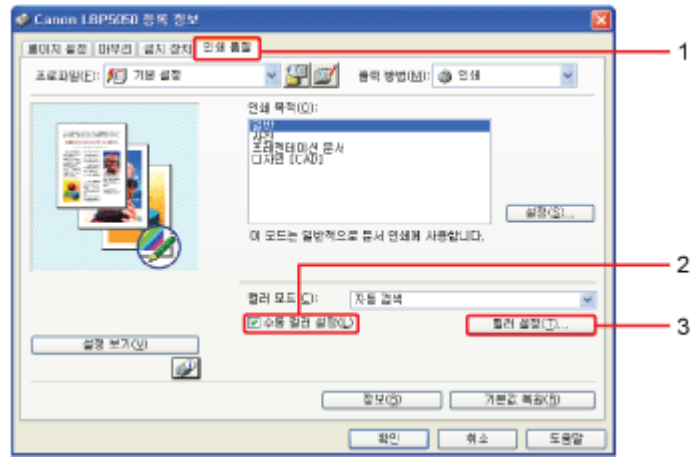 Canon LBP5050 등록 정보
페이지 설정 마무리 급지 장치 인쇄 품질
1
프로파일(F): 기본 설정 출력 방법(M): 인쇄
인쇄 목적(O):
일반
사진
프레젠테이션 문서
디자인 [CAD]
설정(S)...
이 모드는 일반적으로 문서 인쇄에 사용합니다.
2
컬러 모드(C): 자동 검색
수동 컬러 설정(L) 컬러 설정(T)...
3
설정 보기(V)
정보(B) 기본값 복원(R)
확인 취소 도움말